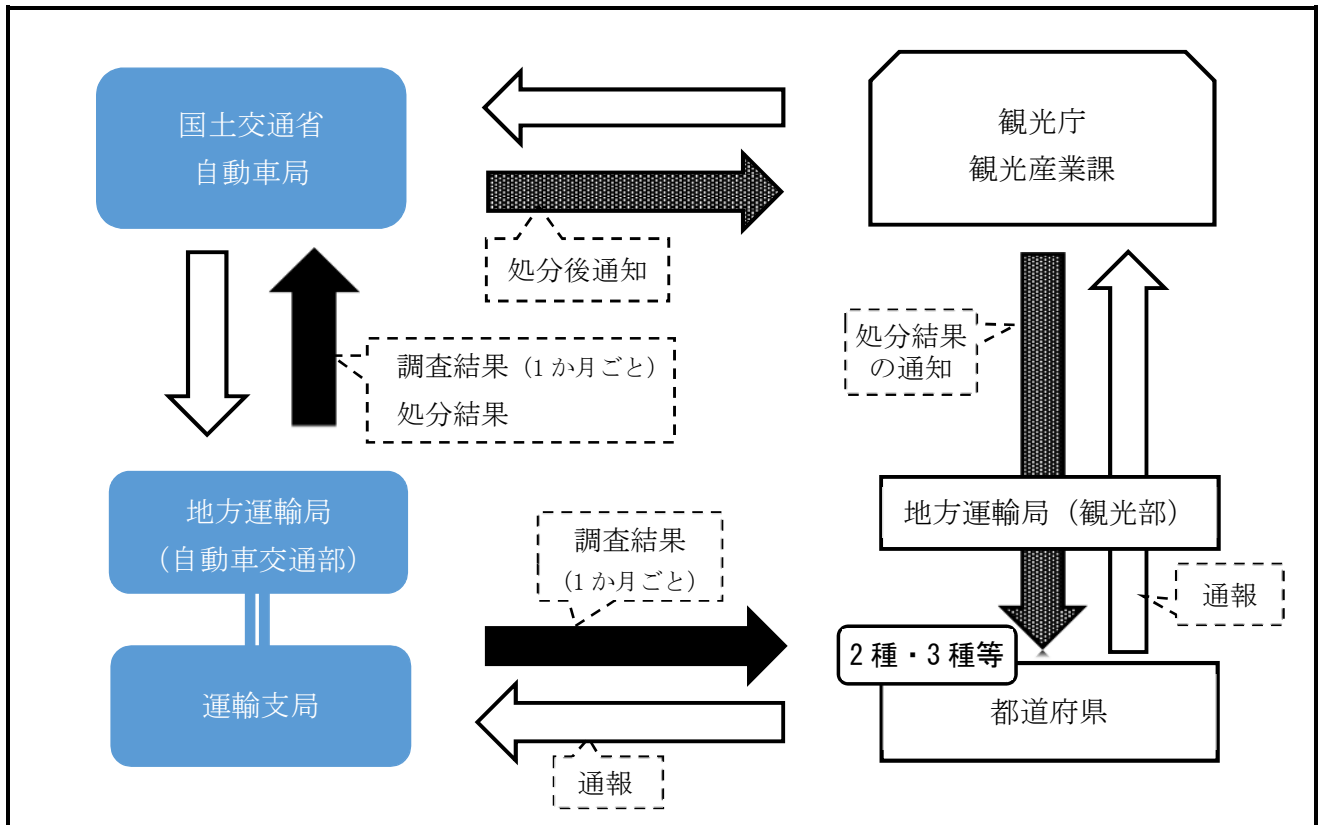 国土交通省
自動車局
観光庁
観光産業課
処分後通知
調査結果（1か月ごと）
処分結果
処分結果
の通知
地方運輸局
（自動車交通部）
調査結果
（1か月ごと）
地方運輸局（観光部）
通報
2種・3種等
運輸支局
都道府県
通報